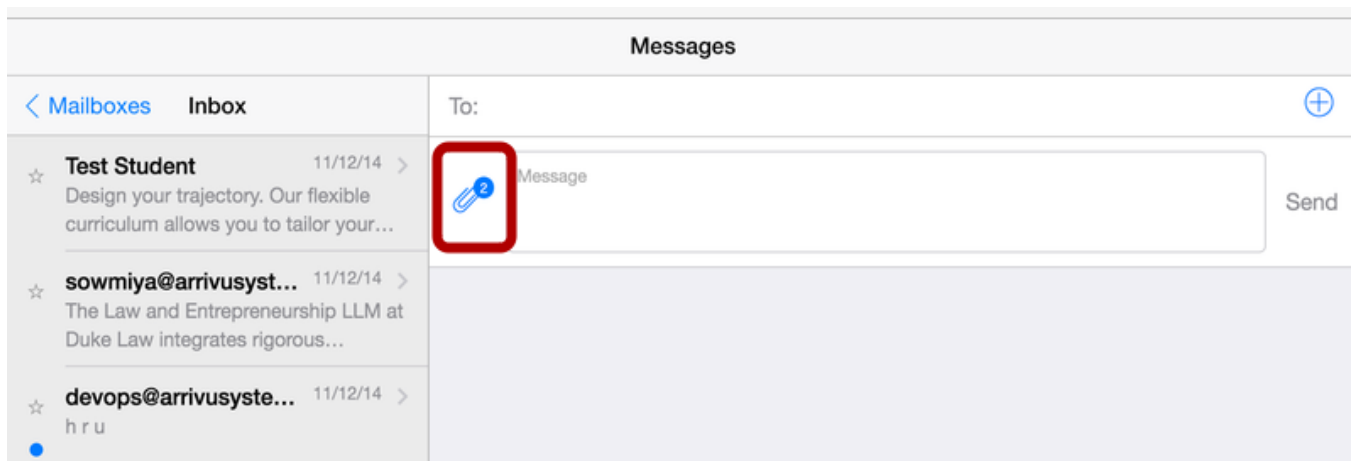 Messages
Mailboxes Inbox
To:
Test Student 11/12/14
Design your trajectory. Our flexible
curriculum allows you to tailor your...
2
Message
Send
sowmiya@arrivusyst... 11/12/14
The Law and Entrepreneurship LLM at
Duke Law integrates rigorous...
devops@arrivusyste... 11/12/14
h r u